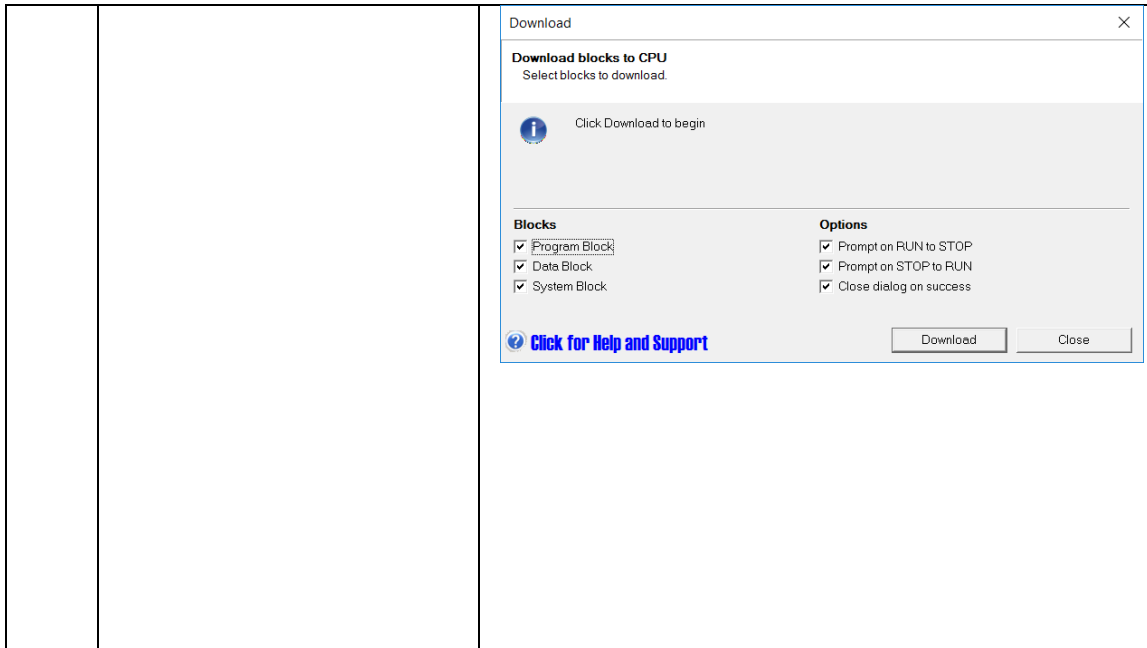 Download
Download blocks to CPU
Select blocks to download.
Click Download to begin
Blocks
Program Block
Data Block
System Block
Options
Prompt on RUN to STOP
Prompt on STOP to RUN
Close dialog on success
Click for Help and Support
Download
Close